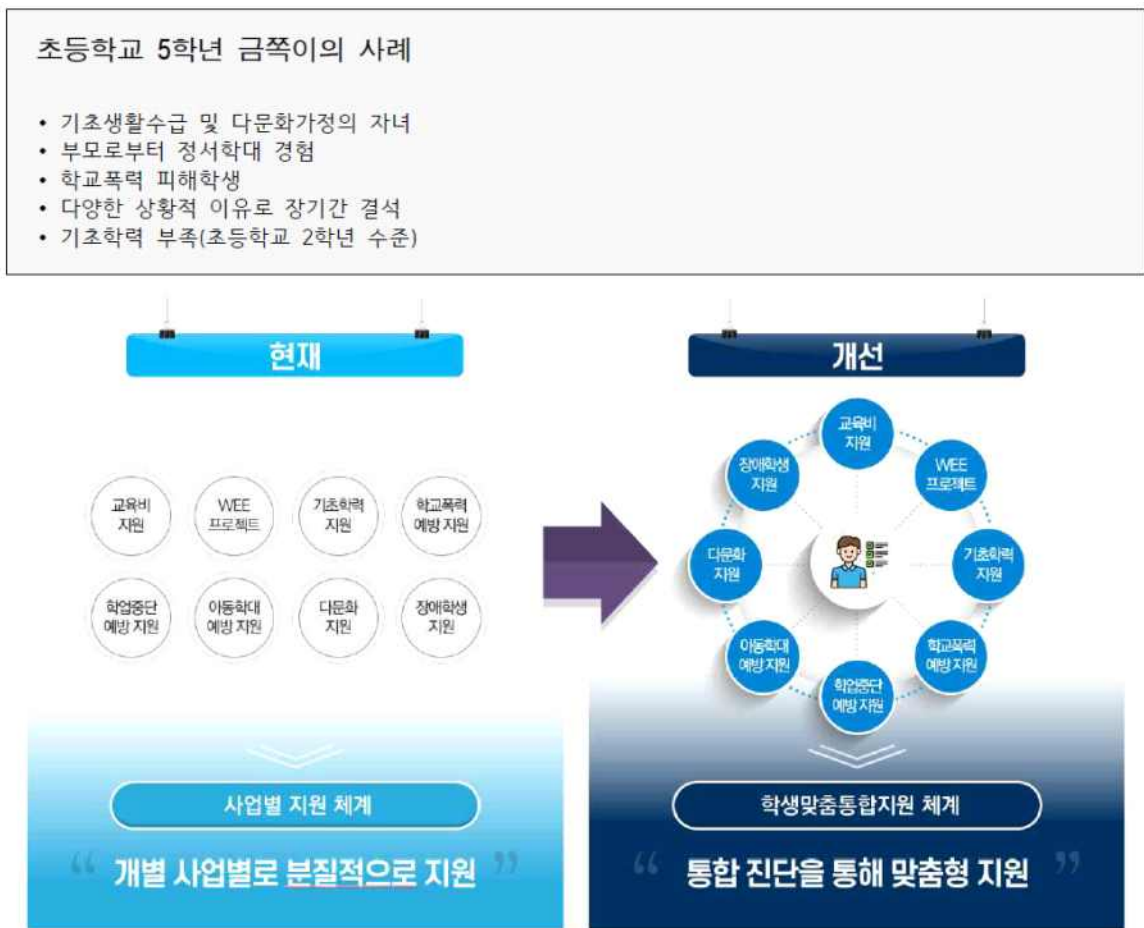 초등학교 5학년 금쪽이의 사례
• 기초생활수급 및 다문화가정의 자녀
• 부모로부터 정서학대 경험
• 학교폭력 피해학생
• 다양한 상황적 이유로 장기간 결석
• 기초학력 부족(초등학교 2학년 수준)
현재
교육비
지원
WEE
프로젝트
기초학력
지원
학교폭력
예방 지원
학업중단
예방 지원
아동학대
예방 지원
다문화
지원
장애학생
지원
사업별 지원 체계
“ 개별 사업별로 분질적으로 지원 ”
개선
교육비
지원
WEE
프로젝트
기초학력
지원
학교폭력
예방 지원
학업중단
예방 지원
아동학대
예방 지원
다문화
지원
장애학생
지원
학생맞춤통합지원 체계
“ 통합 진단을 통해 맞춤형 지원 ”